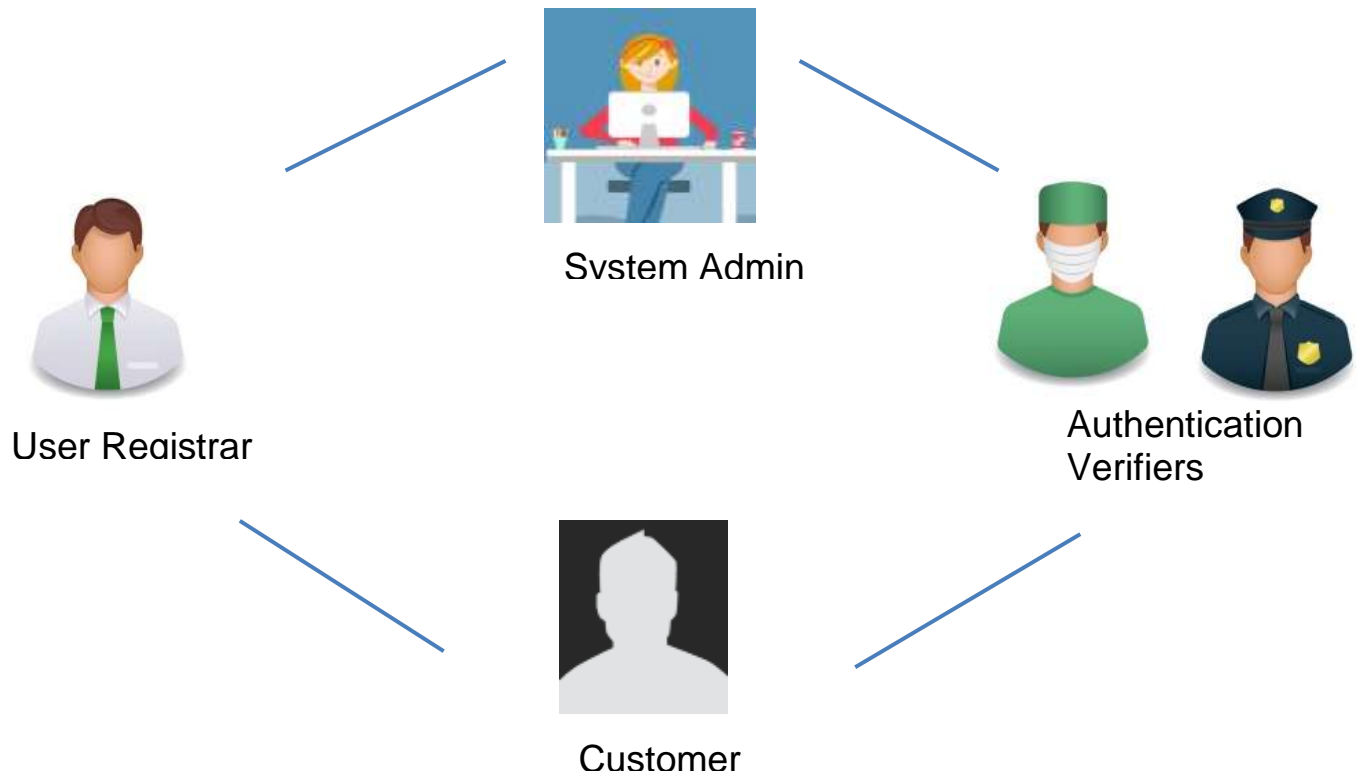 System Admin
User Registrar
Authentication
Verifiers
Customer